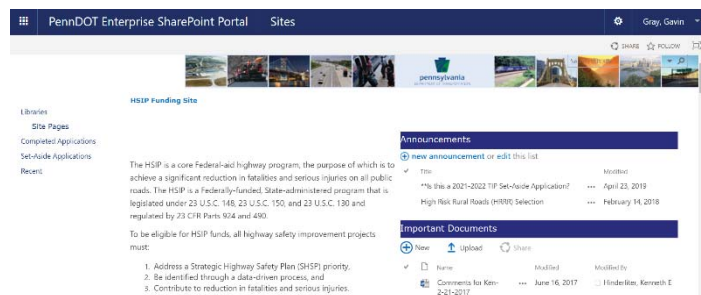 PennDOT Enterprise SharePoint Portal Sites Gray, Gavin
SHARE FOLLOW
pennsylvania
HSIP Funding Site
Libraries
Site Pages
Completed Applications
Set-Aside Applications
Recent
The HSIP is a core Federal-aid highway program, the purpose of which is to
achieve a significant reduction in fatalities and serious injuries on all public
roads. The HSIP is a Federally-funded, State-administered program that is
legislated under 23 U.S.C. 148, 23 U.S.C. 150, and 23 U.S.C. 130 and
regulated by 23 CFR Parts 924 and 490.
To be eligible for HSIP funds, all highway safety improvement projects
must:
1. Address a Strategic Highway Safety Plan (SHSP) priority,
2. Be identified through a data-driven process, and
3. Contribute to reduction in fatalities and serious injuries.
Announcements
new announcement or edit this list
Title Modified
**Is this a 2021-2022 TIP Set-Aside Application? ... April 23, 2019
High Risk Rural Roads (HRRR) Selection ... February 14, 2018
Important Documents
New Upload Share
Name Modified Modified By
Comments for Ken- ... June 16, 2017 Hinderliter, Kenneth E
2-21-2017